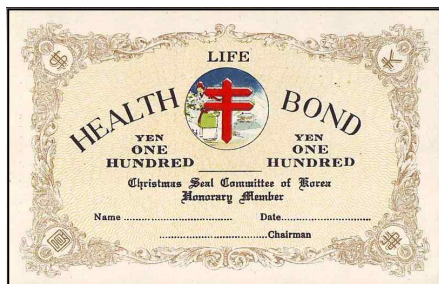 LIFE
HEALTH BOND
YEN ONE HUNDRED
YEN ONE HUNDRED
Christmas Seal Committee of Korea
Honorary Member
Name ............................ Date........................
............................Chairman